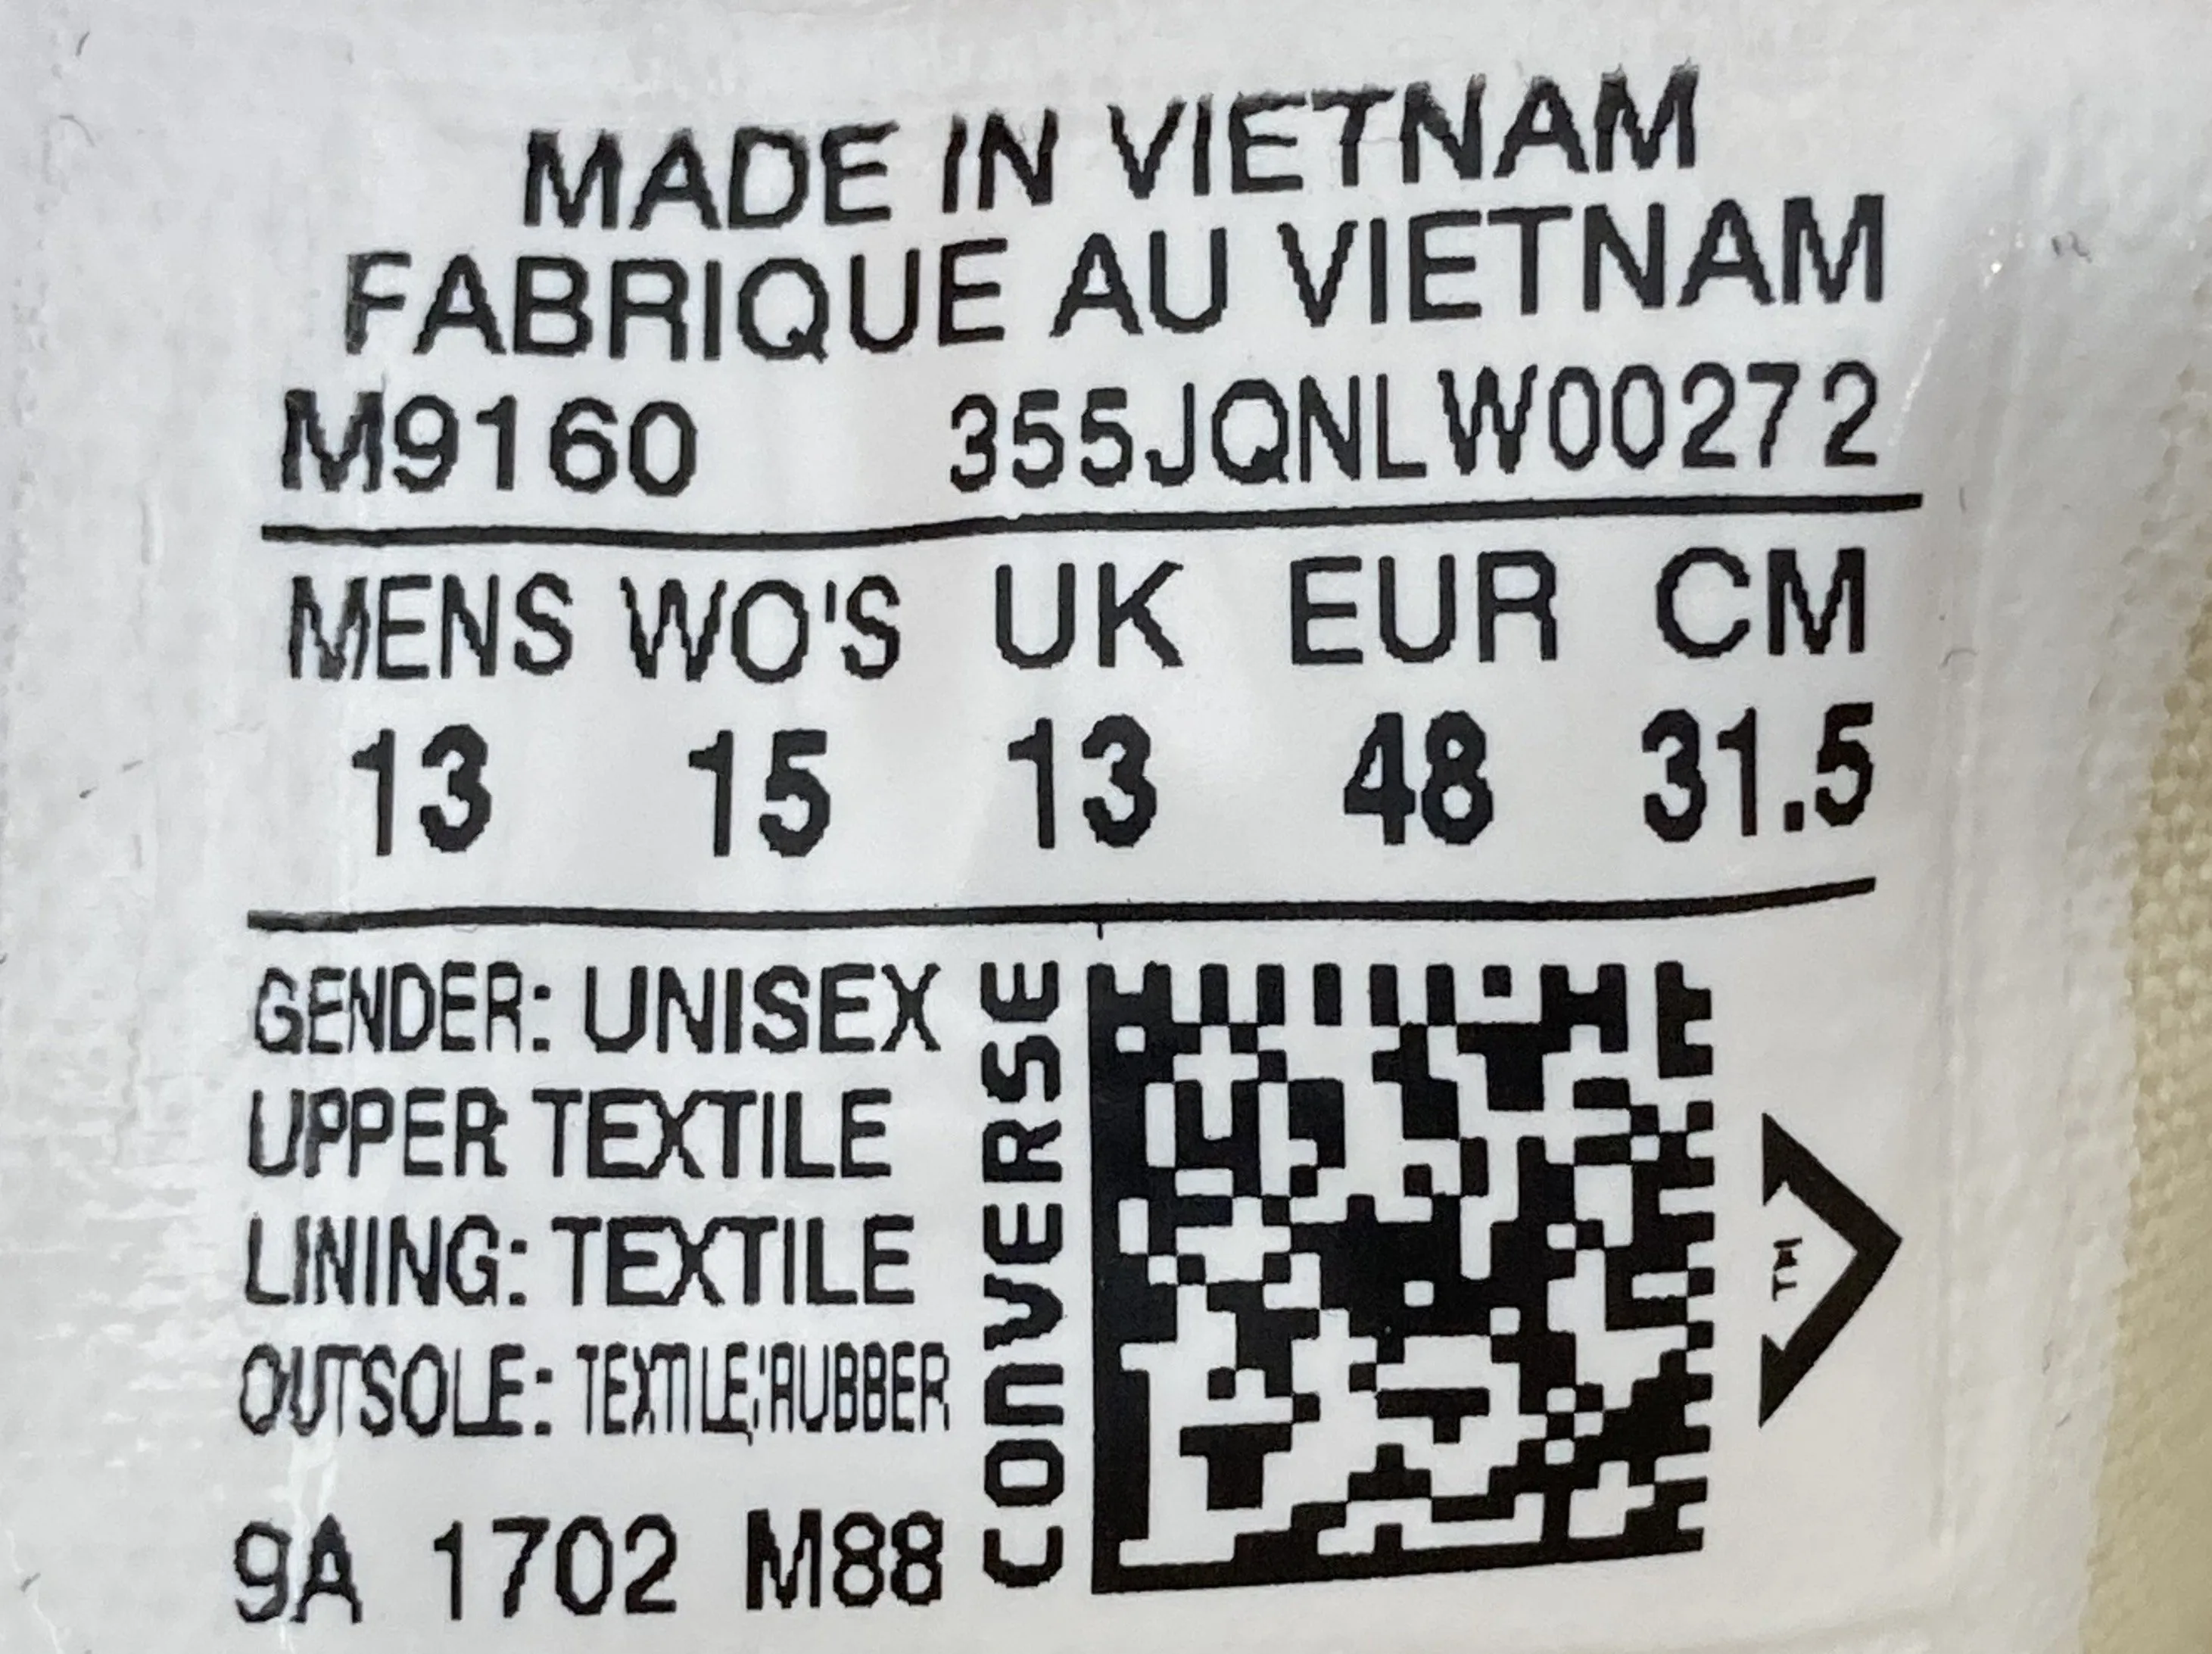 MADE IN VIETNAM
FABRIQUE AU VIETNAM
M9160 355JQNLW00272
MENS WO'S UK EUR CM
13 15 13 48 31.5
GENDER: UNISEX
UPPER TEXTILE
LINING: TEXTILE
OUTSOLE: TEXTILE;RUBBER
9A 1702 M88
CONVERSE
TM